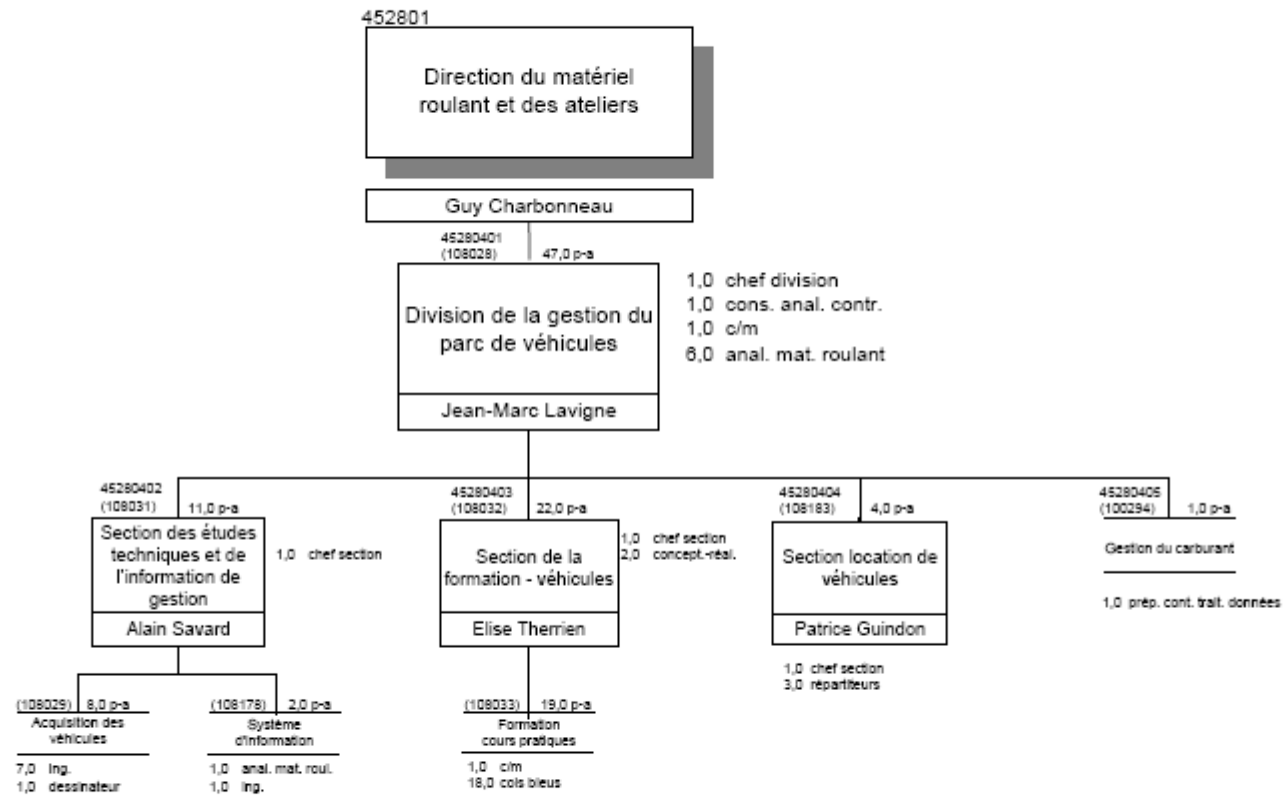 452801
Direction du matériel
roulant et des ateliers
Guy Charbonneau
45280401
(108028) 47,0 p-a
Division de la gestion du
parc de véhicules
Jean-Marc Lavigne
1,0 chef division
1,0 cons. anal. contr.
1,0 c/m
6,0 anal. mat. roulant
45280402
(108031) 11,0 p-a
Section des études
techniques et de
l'information de
gestion
Alain Savard
1,0 chef section
45280403
(108032) 22,0 p-a
Section de la
formation - véhicules
Elise Therrien
1,0 chef section
2,0 concept.-réal.
45280404
(108183) 4,0 p-a
Section location de
véhicules
Patrice Guindon
1,0 chef section
3,0 répartiteurs
45280405
(100294) 1,0 p-a
Gestion du carburant
1,0 prép. cont. trait. données
(108029) 8,0 p-a
Acquisition des
véhicules
7,0 ing.
1,0 dessinateur
(108178) 2,0 p-a
Système
d'information
1,0 anal. mat. roul.
1,0 ing.
(108033) 19,0 p-a
Formation
cours pratiques
1,0 c/m
18,0 cols bleus